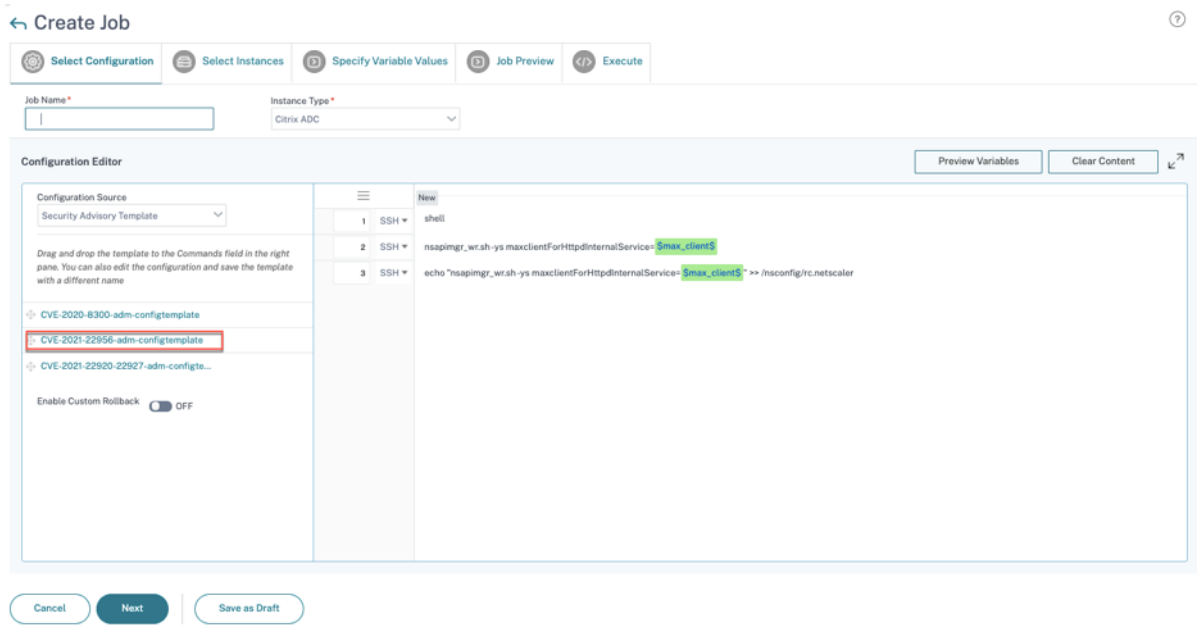 Create Job
?
Select Configuration
Select Instances
Specify Variable Values
Job Preview
</> Execute
Job Name*
Instance Type*
Citrix ADC
Configuration Editor
Preview Variables
Clear Content
Configuration Source
Security Advisory Template
Drag and drop the template to the Commands field in the right
pane. You can also edit the configuration and save the template
with a different name
CVE-2020-8300-adm-configtemplate
CVE-2021-22956-adm-configtemplate
CVE-2021-22920-22927-adm-configte...
Enable Custom Rollback OFF
New
1 SSH shell
2 SSH nsapimgr_wr.sh -ys maxclientForHttpdInternalService=$max_client$
3 SSH echo "nsapimgr_wr.sh -ys maxclientForHttpdInternalService=$max_client$" >> /nsconfig/rc.netscaler
Cancel
Next
Save as Draft